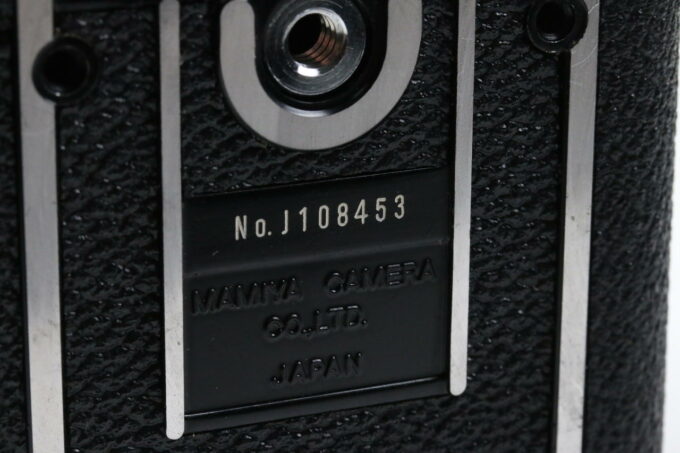 No. J108453
MAMIYA CAMERA
CO.,LTD.
JAPAN